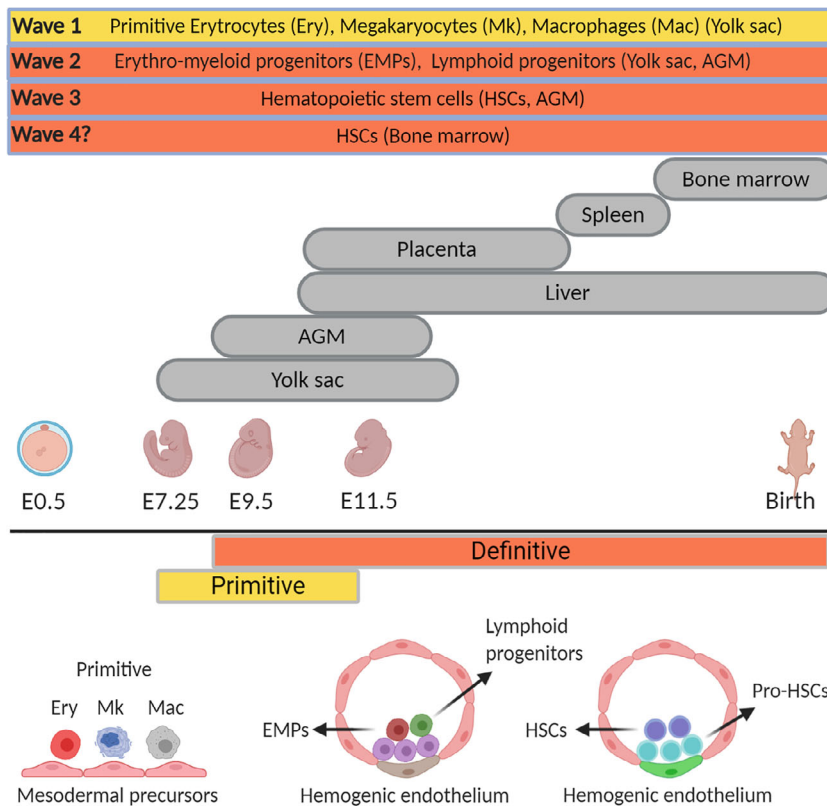 Wave 1 Primitive Erytrocytes (Ery), Megakaryocytes (Mk), Macrophages (Mac) (Yolk sac)
Wave 2 Erythro-myeloid progenitors (EMPs), Lymphoid progenitors (Yolk sac, AGM)
Wave 3 Hematopoietic stem cells (HSCs, AGM)
Wave 4? HSCs (Bone marrow)
Bone marrow
Spleen
Placenta
Liver
AGM
Yolk sac
E0.5 E7.25 E9.5 E11.5 Birth
Definitive
Primitive
Lymphoid
progenitors
Primitive
Ery Mk Mac
EMPs
HSCs
Pro-HSCs
Mesodermal precursors
Hemogenic endothelium
Hemogenic endothelium